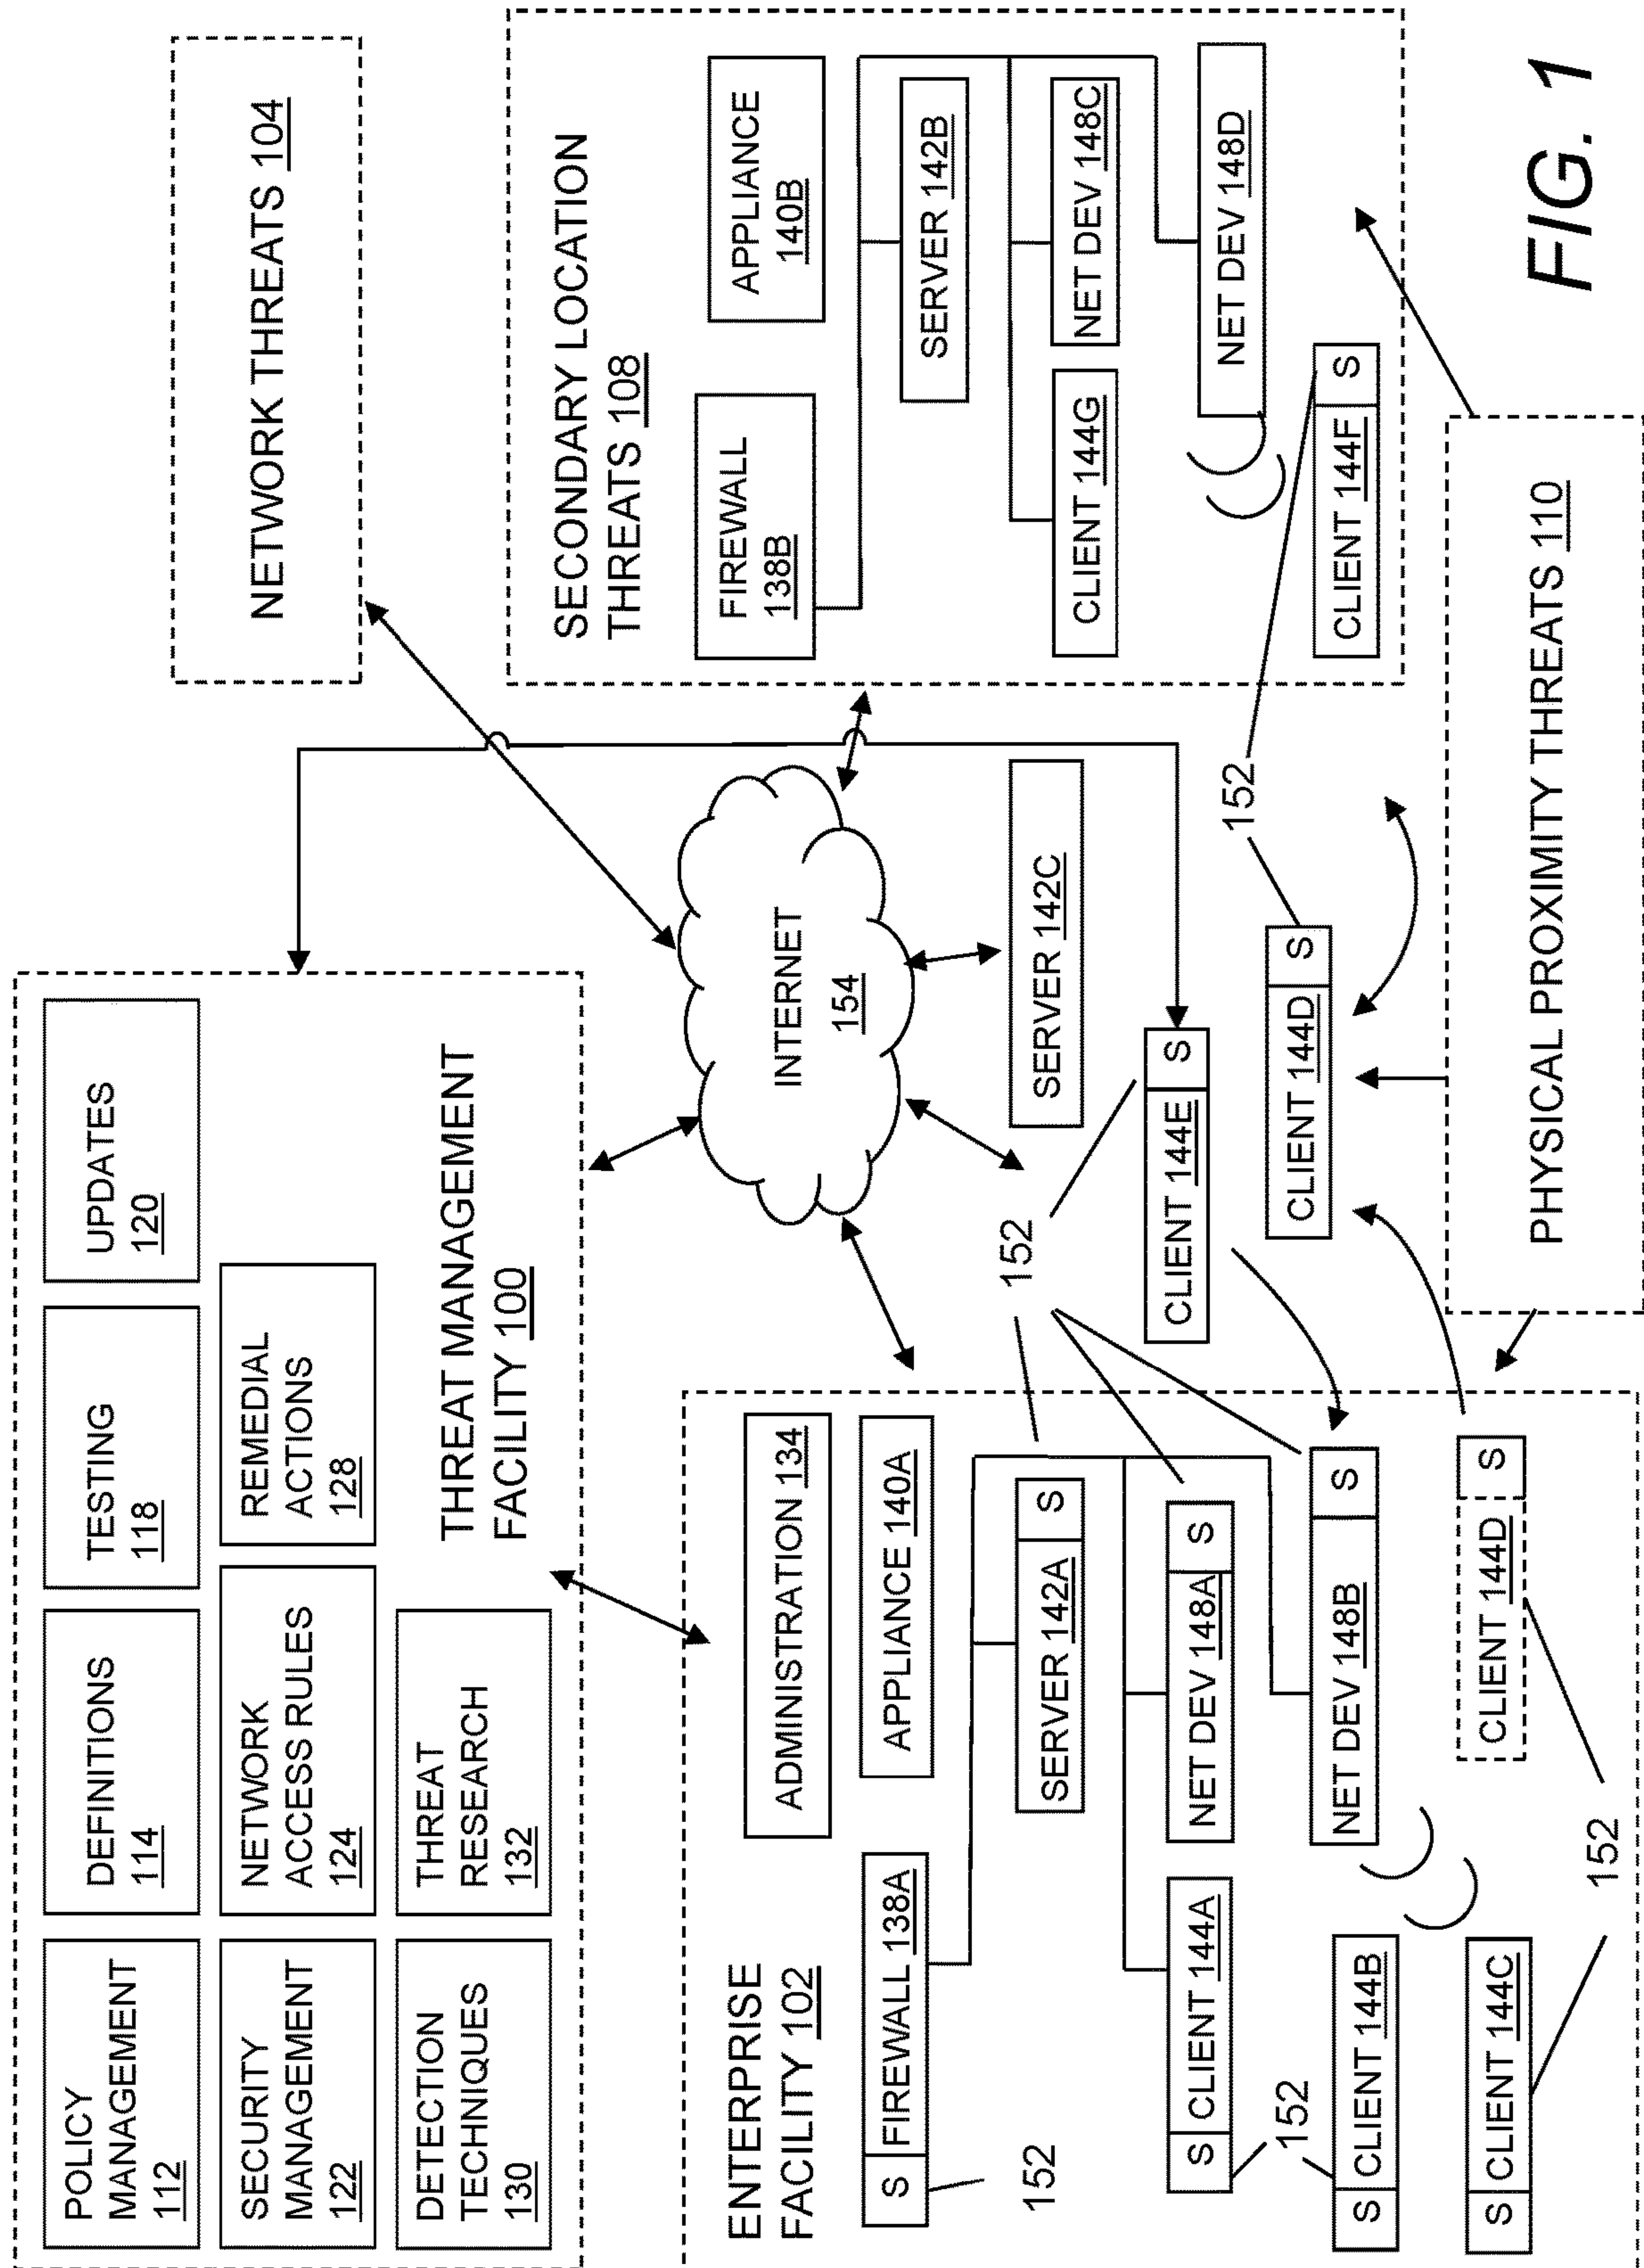 POLICY
MANAGEMENT
112
DEFINITIONS
114
TESTING
118
UPDATES
120
SECURITY
MANAGEMENT
122
NETWORK
ACCESS RULES
124
REMEDIAL
ACTIONS
128
DETECTION
TECHNIQUES
130
THREAT
RESEARCH
132
THREAT MANAGEMENT
FACILITY 100
NETWORK THREATS 104
INTERNET
154
SECONDARY LOCATION
THREATS 108
FIREWALL
138B
APPLIANCE
140B
SERVER 142B
CLIENT 144G
NET DEV 148C
NET DEV 148D
CLIENT 144F
S
ENTERPRISE
FACILITY 102
ADMINISTRATION 134
S
FIREWALL 138A
APPLIANCE 140A
152
SERVER 142A
S
152
SERVER 142C
S
CLIENT 144A
NET DEV 148A
S
CLIENT 144E
S
152
152
S
CLIENT 144B
NET DEV 148B
S
CLIENT 144D
S
S
CLIENT 144C
CLIENT 144D
S
152
PHYSICAL PROXIMITY THREATS 110
FIG. 1